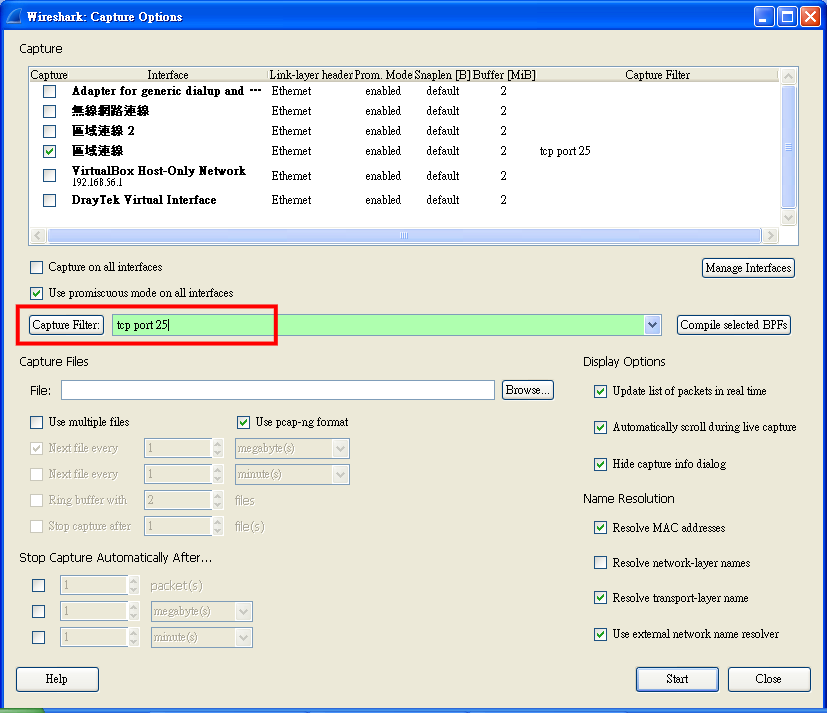 Wireshark: Capture Options
Capture
Capture Interface Link-layer header Prom. Mode Snaplen [B] Buffer [MiB] Capture Filter
Adapter for generic dialup and ··· Ethernet enabled default 2
無線網路連線 Ethernet enabled default 2
區域連線 2 Ethernet enabled default 2
區域連線 Ethernet enabled default 2 tcp port 25
VirtualBox Host-Only Network
192.168.56.1 Ethernet enabled default 2
DrayTek Virtual Interface Ethernet enabled default 2
Capture on all interfaces
Manage Interfaces
Use promiscuous mode on all interfaces
Capture Filter: tcp port 25 Compile selected BPFs
Capture Files
File: Browse...
Use multiple files Use pcap-ng format
Next file every 1 megabyte(s)
Next file every 1 minute(s)
Ring buffer with 2 files
Stop capture after 1 file(s)
Stop Capture Automatically After...
1 packet(s)
1 megabyte(s)
1 minute(s)
Display Options
Update list of packets in real time
Automatically scroll during live capture
Hide capture info dialog
Name Resolution
Resolve MAC addresses
Resolve network-layer names
Resolve transport-layer name
Use external network name resolver
Help Start Close